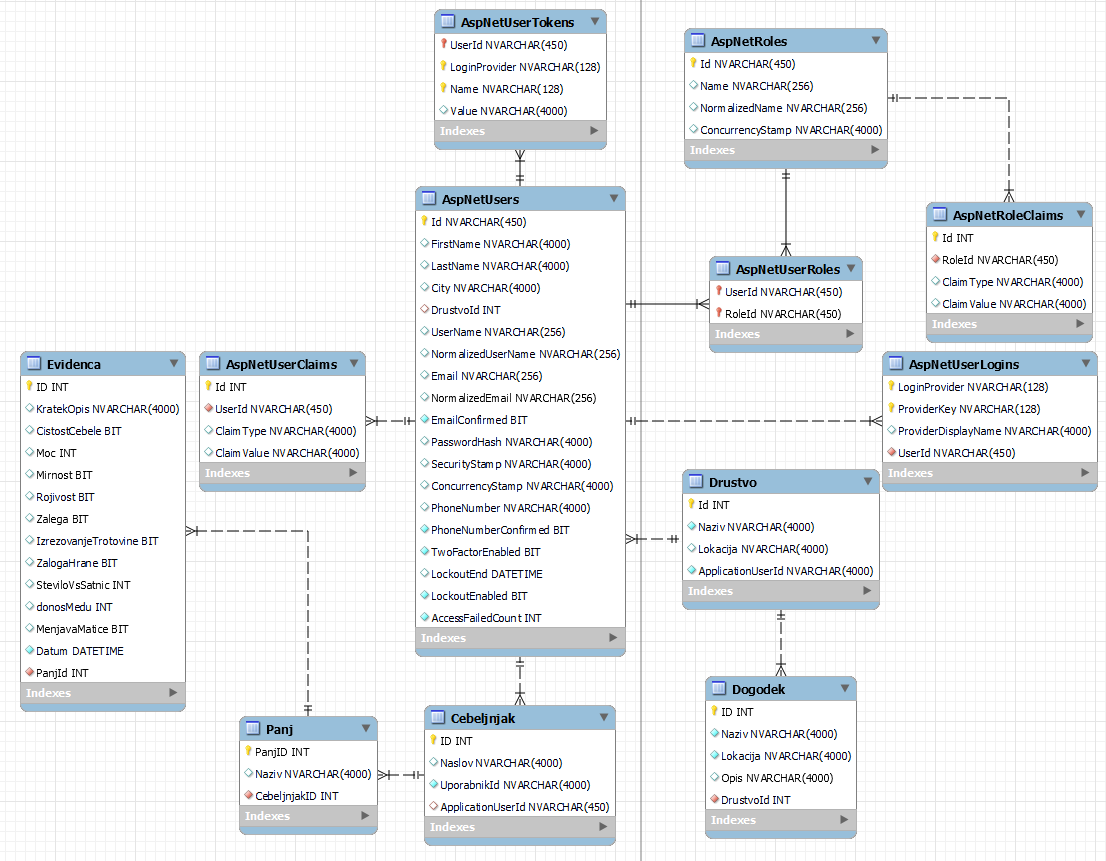 AspNetUserTokens
UserId NVARCHAR(450)
LoginProvider NVARCHAR(128)
Name NVARCHAR(128)
Value NVARCHAR(4000)
Indexes
AspNetRoles
Id NVARCHAR(450)
Name NVARCHAR(256)
NormalizedName NVARCHAR(256)
ConcurrencyStamp NVARCHAR(4000)
Indexes
AspNetUsers
Id NVARCHAR(450)
FirstName NVARCHAR(4000)
LastName NVARCHAR(4000)
City NVARCHAR(4000)
DrustvoId INT
UserName NVARCHAR(256)
NormalizedUserName NVARCHAR(256)
Email NVARCHAR(256)
NormalizedEmail NVARCHAR(256)
EmailConfirmed BIT
PasswordHash NVARCHAR(4000)
SecurityStamp NVARCHAR(4000)
ConcurrencyStamp NVARCHAR(4000)
PhoneNumber NVARCHAR(4000)
PhoneNumberConfirmed BIT
TwoFactorEnabled BIT
LockoutEnd DATETIME
LockoutEnabled BIT
AccessFailedCount INT
Indexes
AspNetRoleClaims
Id INT
RoleId NVARCHAR(450)
ClaimType NVARCHAR(4000)
ClaimValue NVARCHAR(4000)
Indexes
AspNetUserRoles
UserId NVARCHAR(450)
RoleId NVARCHAR(450)
Indexes
Evidenca
ID INT
KratekOpis NVARCHAR(4000)
CistostCebele BIT
Moc INT
Mirnost BIT
Rojivost BIT
Zalega BIT
IzrezovanjeTrotovine BIT
ZalogaHrane BIT
SteviloVsSatnic INT
donosMedu INT
MenjavaMatice BIT
Datum DATETIME
PanjId INT
Indexes
AspNetUserClaims
Id INT
UserId NVARCHAR(450)
ClaimType NVARCHAR(4000)
ClaimValue NVARCHAR(4000)
Indexes
AspNetUserLogins
LoginProvider NVARCHAR(128)
ProviderKey NVARCHAR(128)
ProviderDisplayName NVARCHAR(4000)
UserId NVARCHAR(450)
Indexes
Drustvo
Id INT
Naziv NVARCHAR(4000)
Lokacija NVARCHAR(4000)
ApplicationUserId NVARCHAR(4000)
Indexes
Panj
PanjID INT
Naziv NVARCHAR(4000)
CebeljnjakID INT
Indexes
Cebeljnjak
ID INT
Naslov NVARCHAR(4000)
UporabnikId NVARCHAR(4000)
ApplicationUserId NVARCHAR(450)
Indexes
Dogodek
ID INT
Naziv NVARCHAR(4000)
Lokacija NVARCHAR(4000)
Opis NVARCHAR(4000)
DrustvoId INT
Indexes